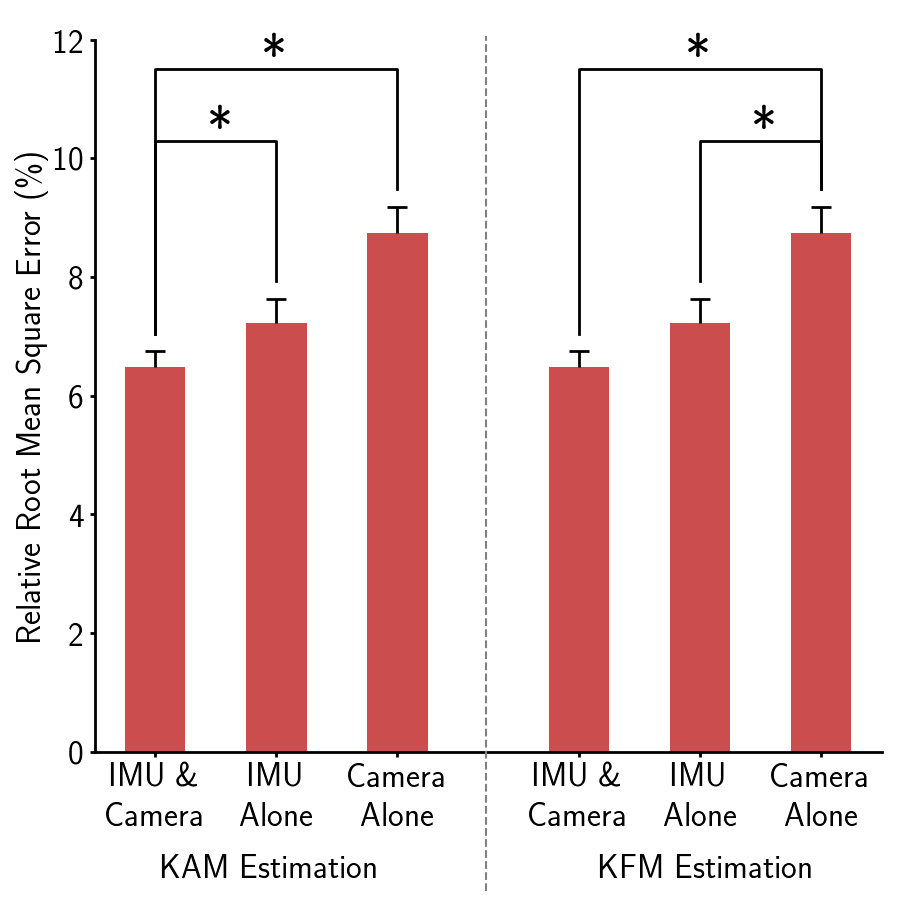 Relative Root Mean Square Error (%)
12
10
8
6
4
2
0
*
*
*
*
IMU &
Camera
IMU
Alone
Camera
Alone
IMU &
Camera
IMU
Alone
Camera
Alone
KAM Estimation
KFM Estimation